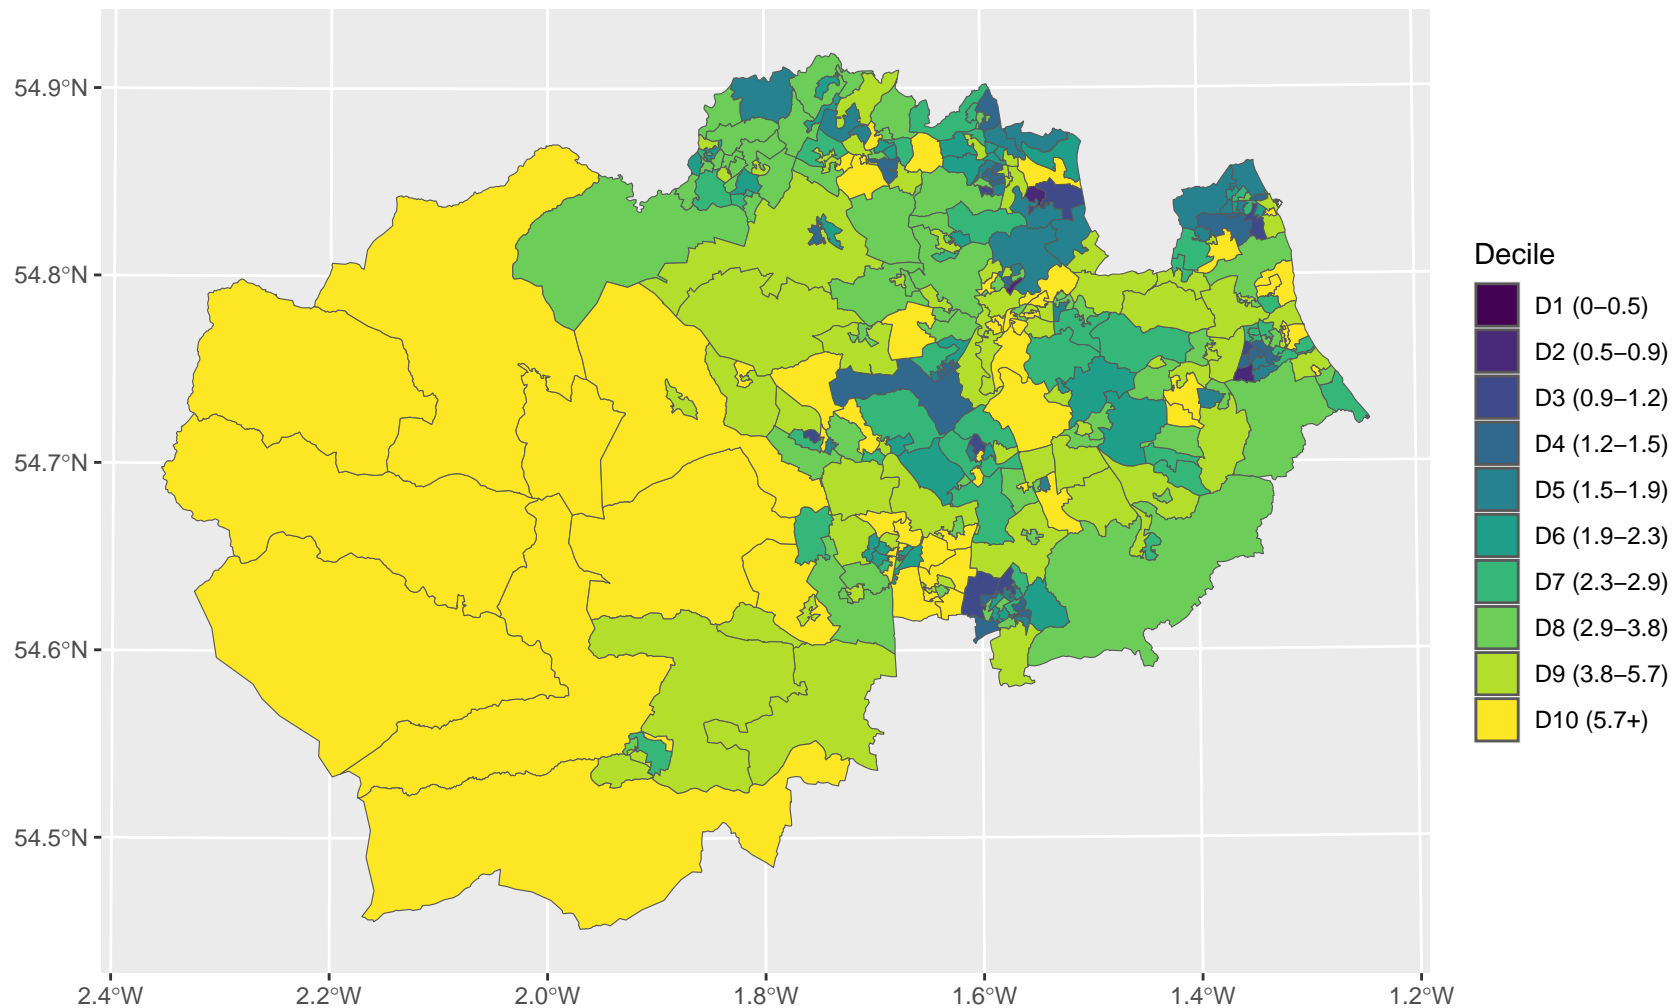 54.9°N
54.8°N
54.7°N
54.6°N
54.5°N
2.4°W
2.2°W
2.0°W
1.8°W
1.6°W
1.4°W
1.2°W
Decile
D1 (0–0.5)
D2 (0.5–0.9)
D3 (0.9–1.2)
D4 (1.2–1.5)
D5 (1.5–1.9)
D6 (1.9–2.3)
D7 (2.3–2.9)
D8 (2.9–3.8)
D9 (3.8–5.7)
D10 (5.7+)